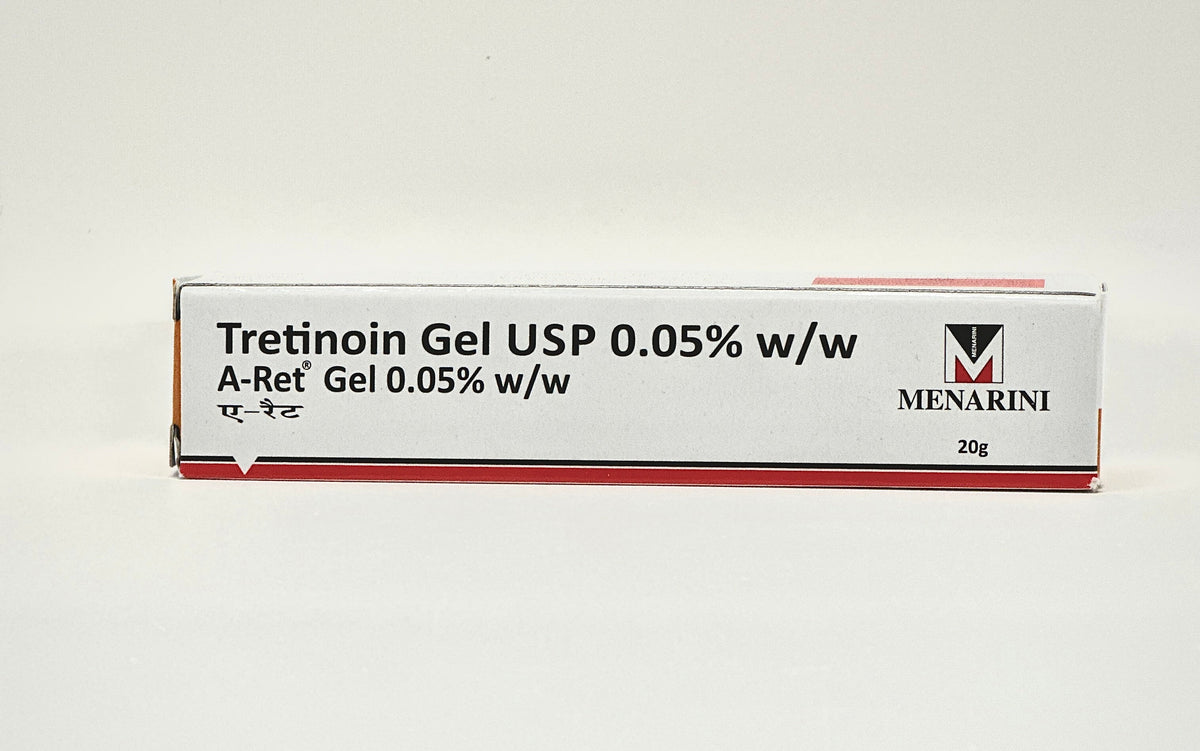 Tretinoin Gel USP 0.05% w/w
A-Ret® Gel 0.05% w/w
ए-रैट
MENARINI
MENARINI
20g